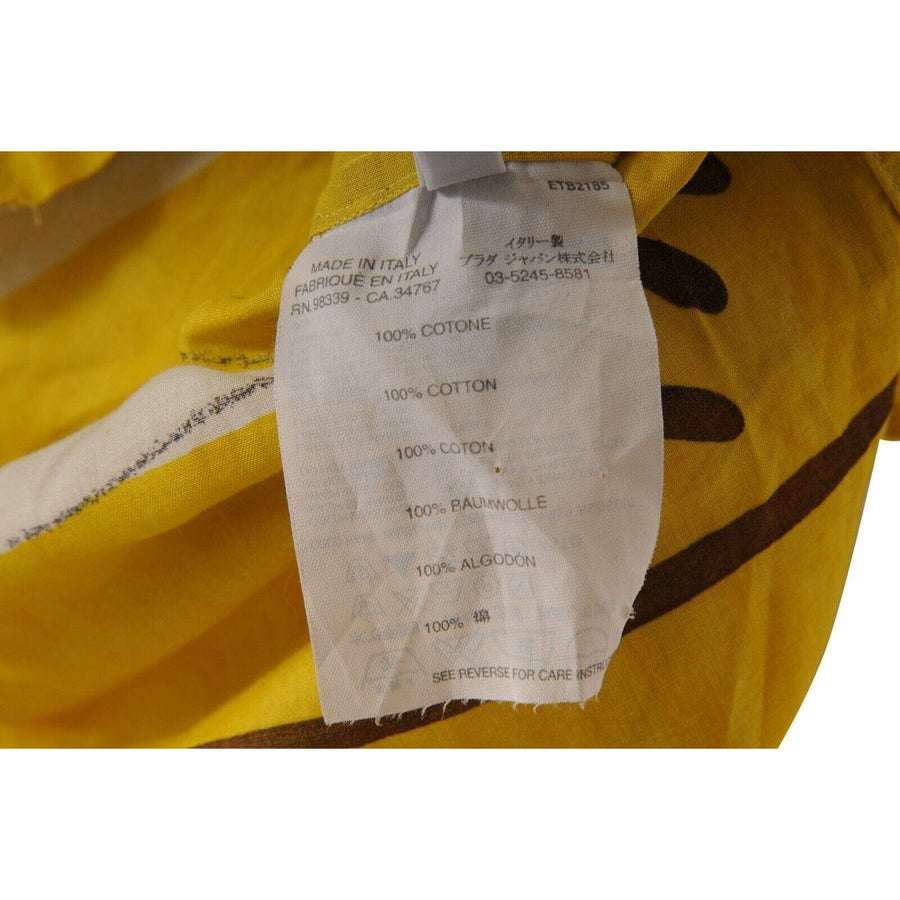 ETB2185
MADE IN ITALY
FABRIQUÉ EN ITALY
RN.98339 - CA.34767
イタリー製
プラダ ジャパン株式会社
03-5245-8581
100% COTONE
100% COTTON
100% COTON
100% BAUMWOLLE
100% ALGODÓN
100% 綿
SEE REVERSE FOR CARE INSTRUC